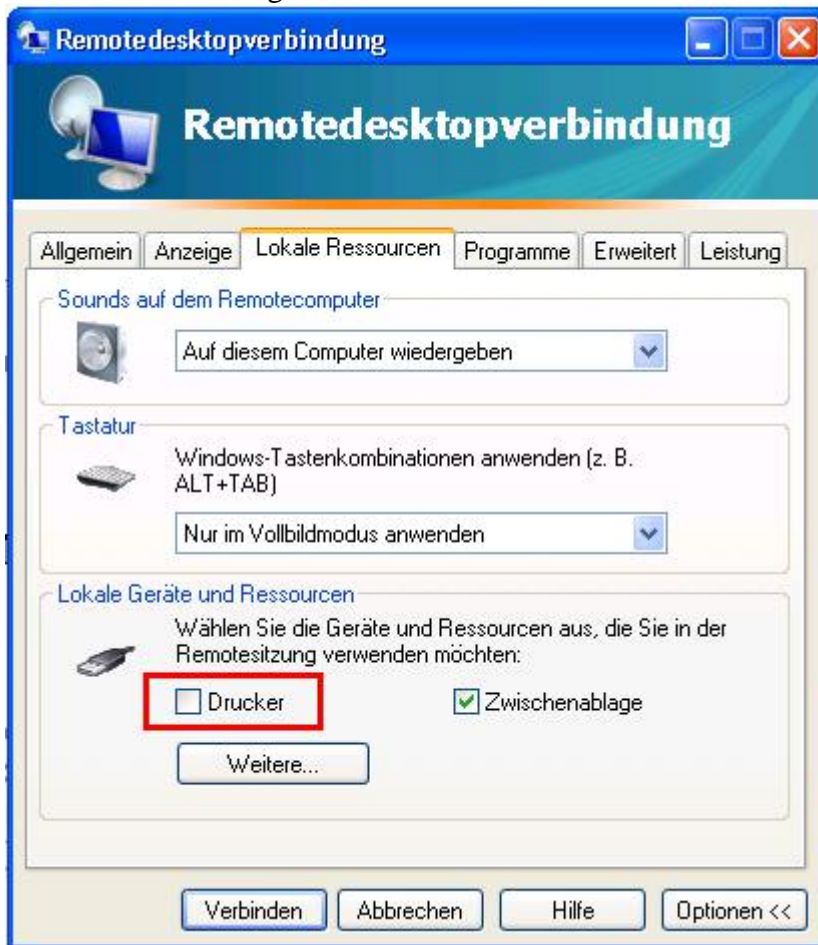 Remotedesktopverbindung
Remotedesktopverbindung
Allgemein Anzeige Lokale Ressourcen Programme Erweitert Leistung
Sounds auf dem Remotecomputer
Auf diesem Computer wiedergeben
Tastatur
Windows-Tastenkombinationen anwenden (z. B.
ALT+TAB)
Nur im Vollbildmodus anwenden
Lokale Geräte und Ressourcen
Wählen Sie die Geräte und Ressourcen aus, die Sie in der
Remotesitzung verwenden möchten:
Drucker Zwischenablage
Weitere...
Verbinden Abbrechen Hilfe Optionen <<